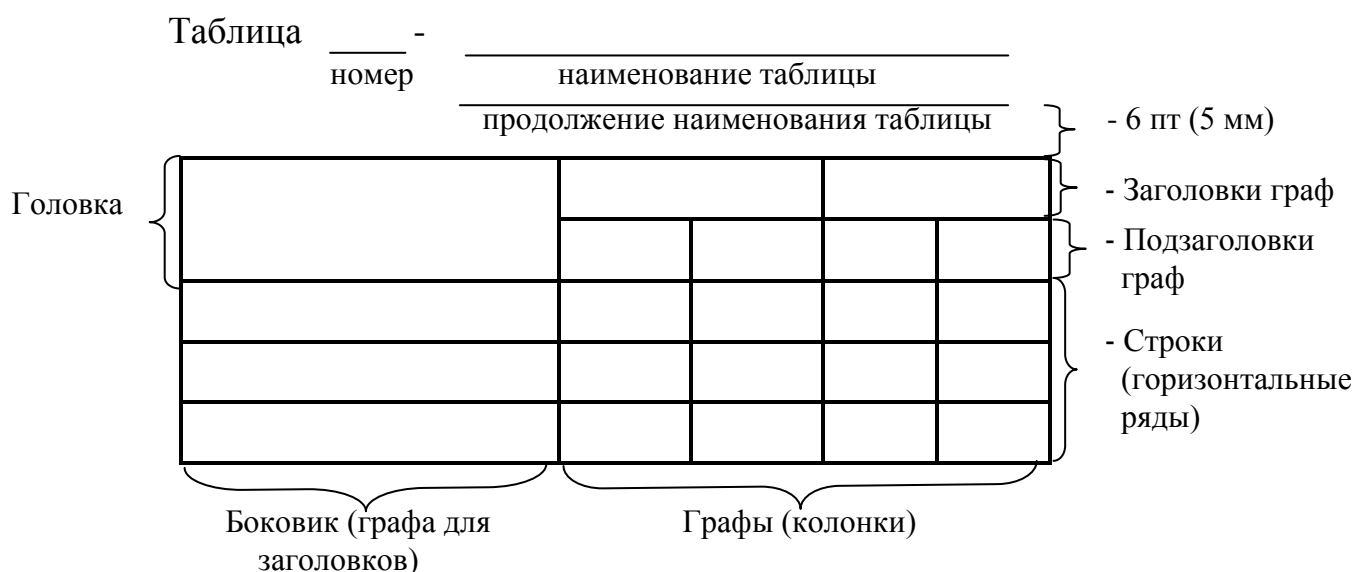 Таблица ____ - ____
номер наименование таблицы
продолжение наименования таблицы
- 6 пт (5 мм)
Головка
- Заголовки граф
- Подзаголовки
граф
- Строки
(горизонтальные
ряды)
Боковик (графа для
заголовков)
Графы (колонки)